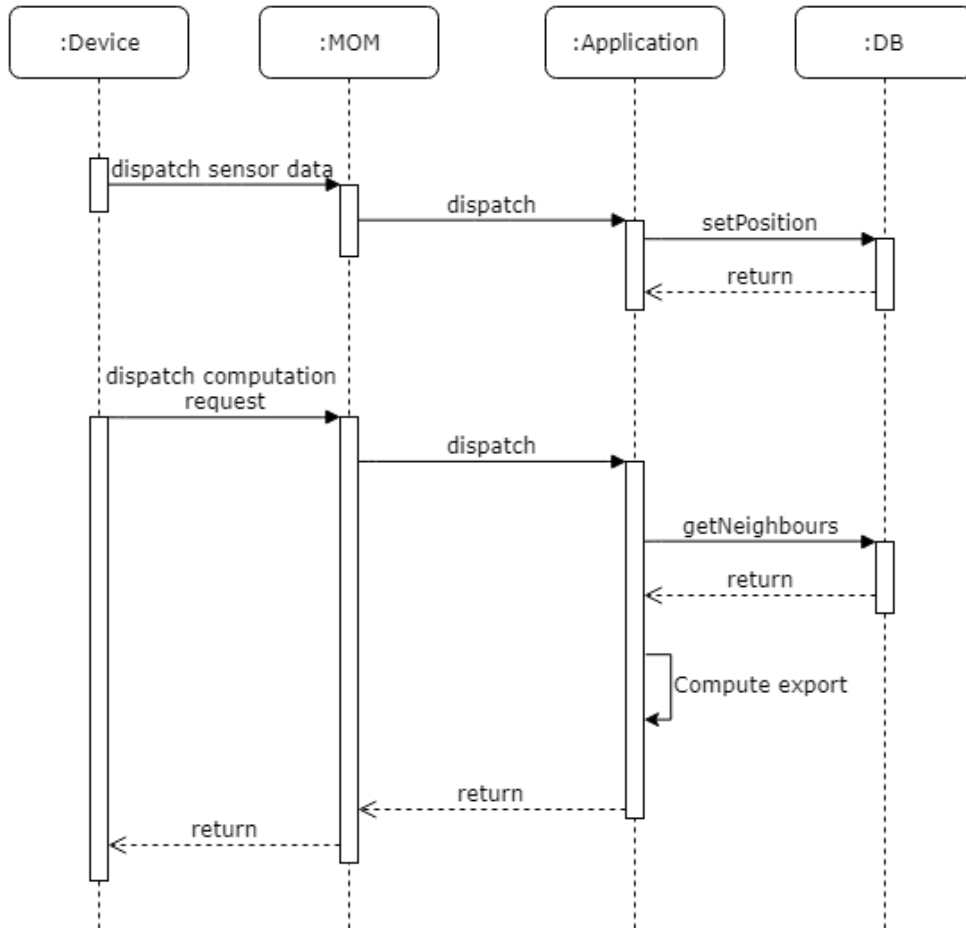 :Device
:MOM
:Application
:DB
dispatch sensor data
dispatch
setPosition
return
dispatch computation
request
dispatch
getNeighbours
return
Compute export
return
return